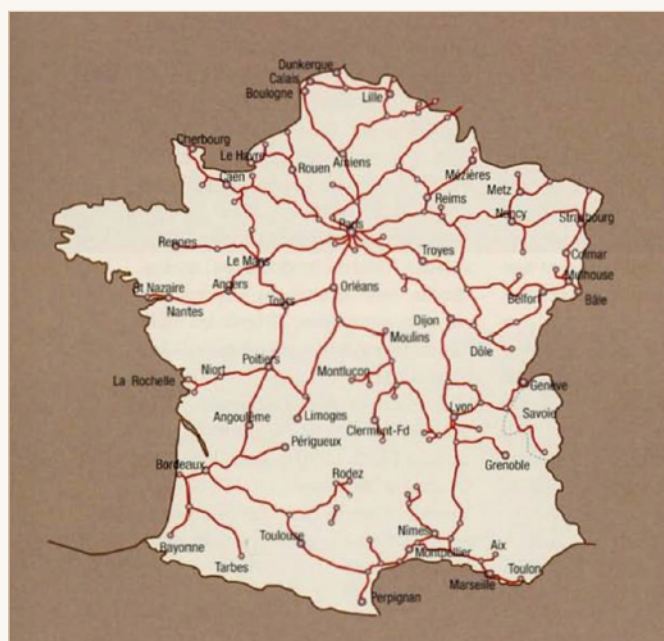 Dunkerque
Calais
Boulogne
Lille
Cherbourg
Le Havre
Rouen
Amiens
Mézières
Caen
Reims
Metz
Paris
Nancy
Strasbourg
Rennes
Le Mans
Troyes
Colmar
Mulhouse
St Nazaire
Angers
Orléans
Belfort
Bâle
Nantes
Tours
Dijon
Moulins
Dôle
Poitiers
Niort
Montluçon
La Rochelle
Genève
Lyon
Savoie
Angoulème
Limoges
Clermont-Fd
Périgueux
Grenoble
Bordeaux
Rodez
Nîmes
Toulouse
Bayonne
Montpellier
Aix
Tarbes
Marseille
Toulon
Perpignan